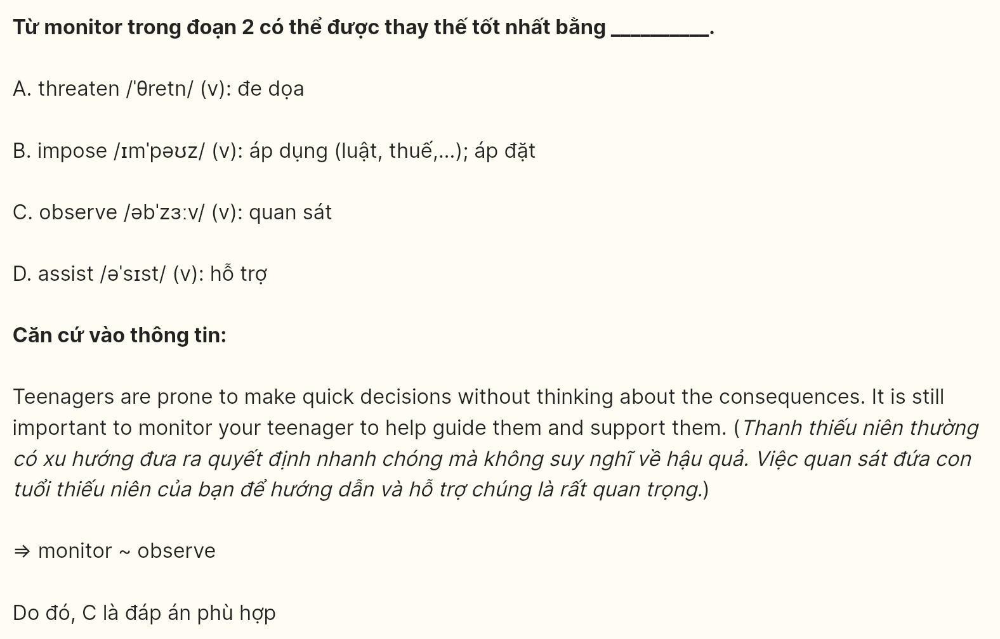 Từ monitor trong đoạn 2 có thể được thay thế tốt nhất bằng __________.
A. threaten /ˈθretn/ (v): đe dọa
B. impose /ɪmˈpəʊz/ (v): áp dụng (luật, thuế,...); áp đặt
C. observe /əbˈzɜːv/ (v): quan sát
D. assist /əˈsɪst/ (v): hỗ trợ
Căn cứ vào thông tin:
Teenagers are prone to make quick decisions without thinking about the consequences. It is still
important to monitor your teenager to help guide them and support them. (Thanh thiếu niên thường
có xu hướng đưa ra quyết định nhanh chóng mà không suy nghĩ về hậu quả. Việc quan sát đứa con
tuổi thiếu niên của bạn để hướng dẫn và hỗ trợ chúng là rất quan trọng.)
⇒ monitor ~ observe
Do đó, C là đáp án phù hợp